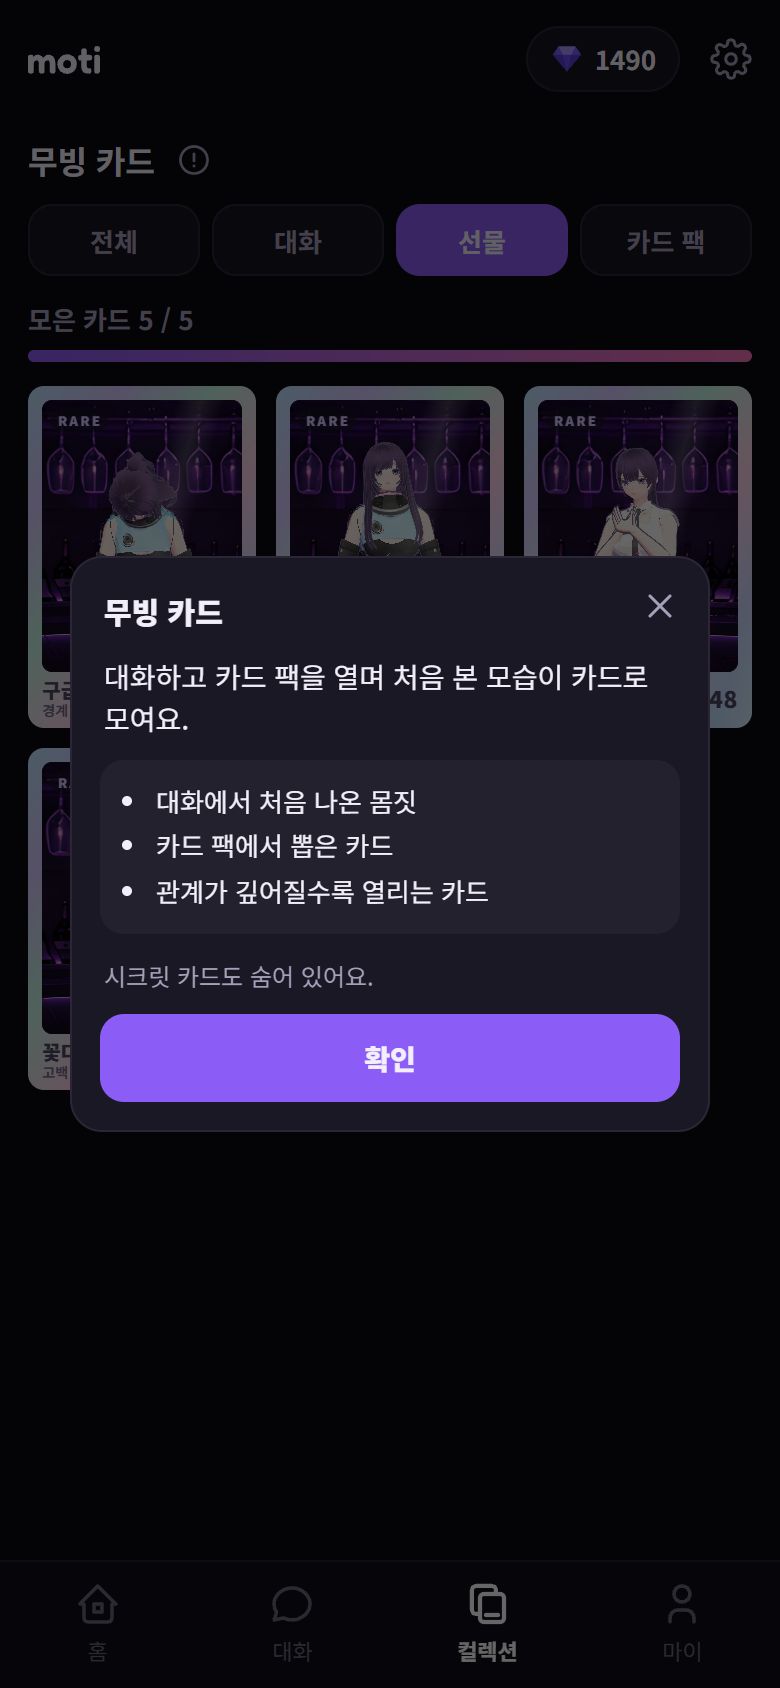 moti
1490
무빙 카드
전체
대화
선물
카드 팩
모은 카드 5 / 5
RARE
RARE
RARE
무빙 카드
대화하고 카드 팩을 열며 처음 본 모습이 카드로
모여요.
대화에서 처음 나온 몸짓
카드 팩에서 뽑은 카드
관계가 깊어질수록 열리는 카드
시크릿 카드도 숨어 있어요.
확인
경계
48
고백
홈
대화
컬렉션
마이